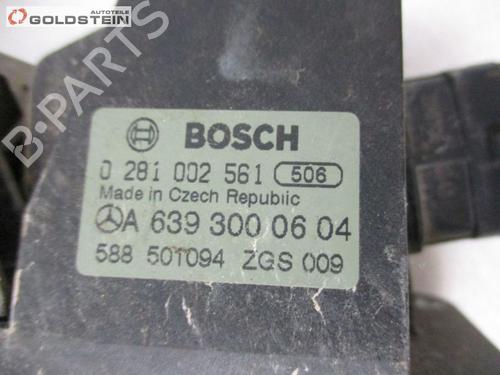 AUTOTEILE
GOLDSTEIN
B-PARTS
BOSCH
0 281 002 561 506
Made in Czech Republic
A 639 300 06 04
588 501094 ZGS 009